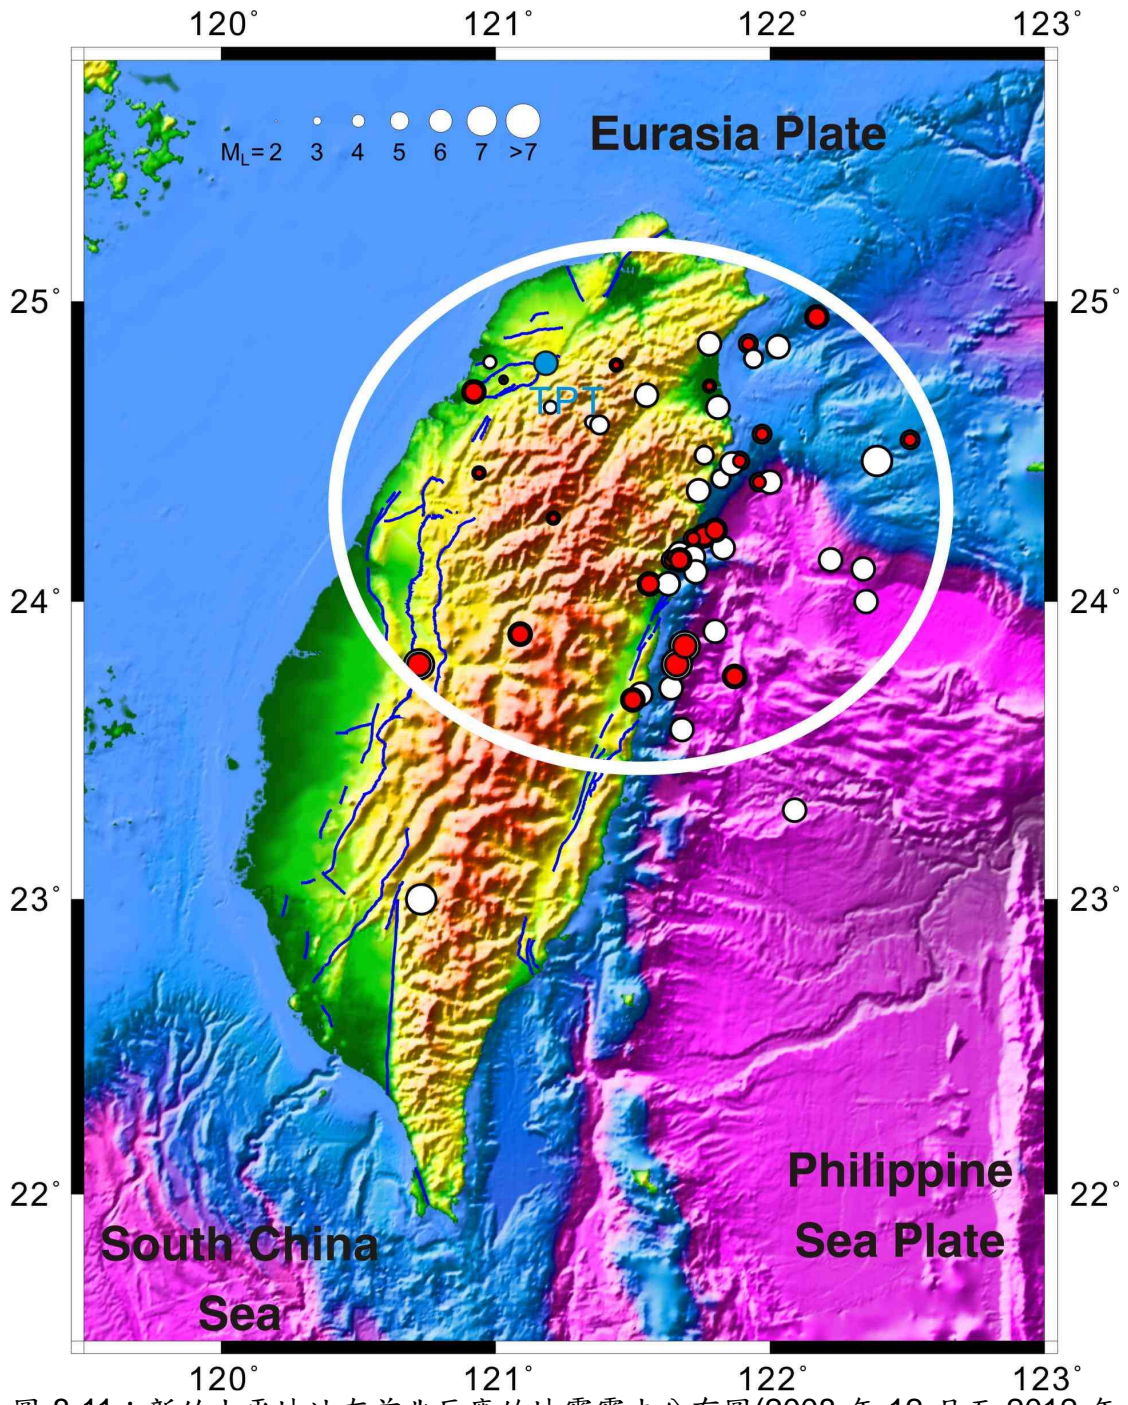 120° 121° 122° 123°
Eurasia Plate
M_L= 2 3 4 5 6 7 >7
25° 25°
TPT
24° 24°
23° 23°
Philippine
22° 22°
Sea Plate
South China
Sea
120° 121° 122° 123°
圖 2-11：新竹大平地站有前兆反應的地震震央分布圖(2008 年 12 月至 2012 年